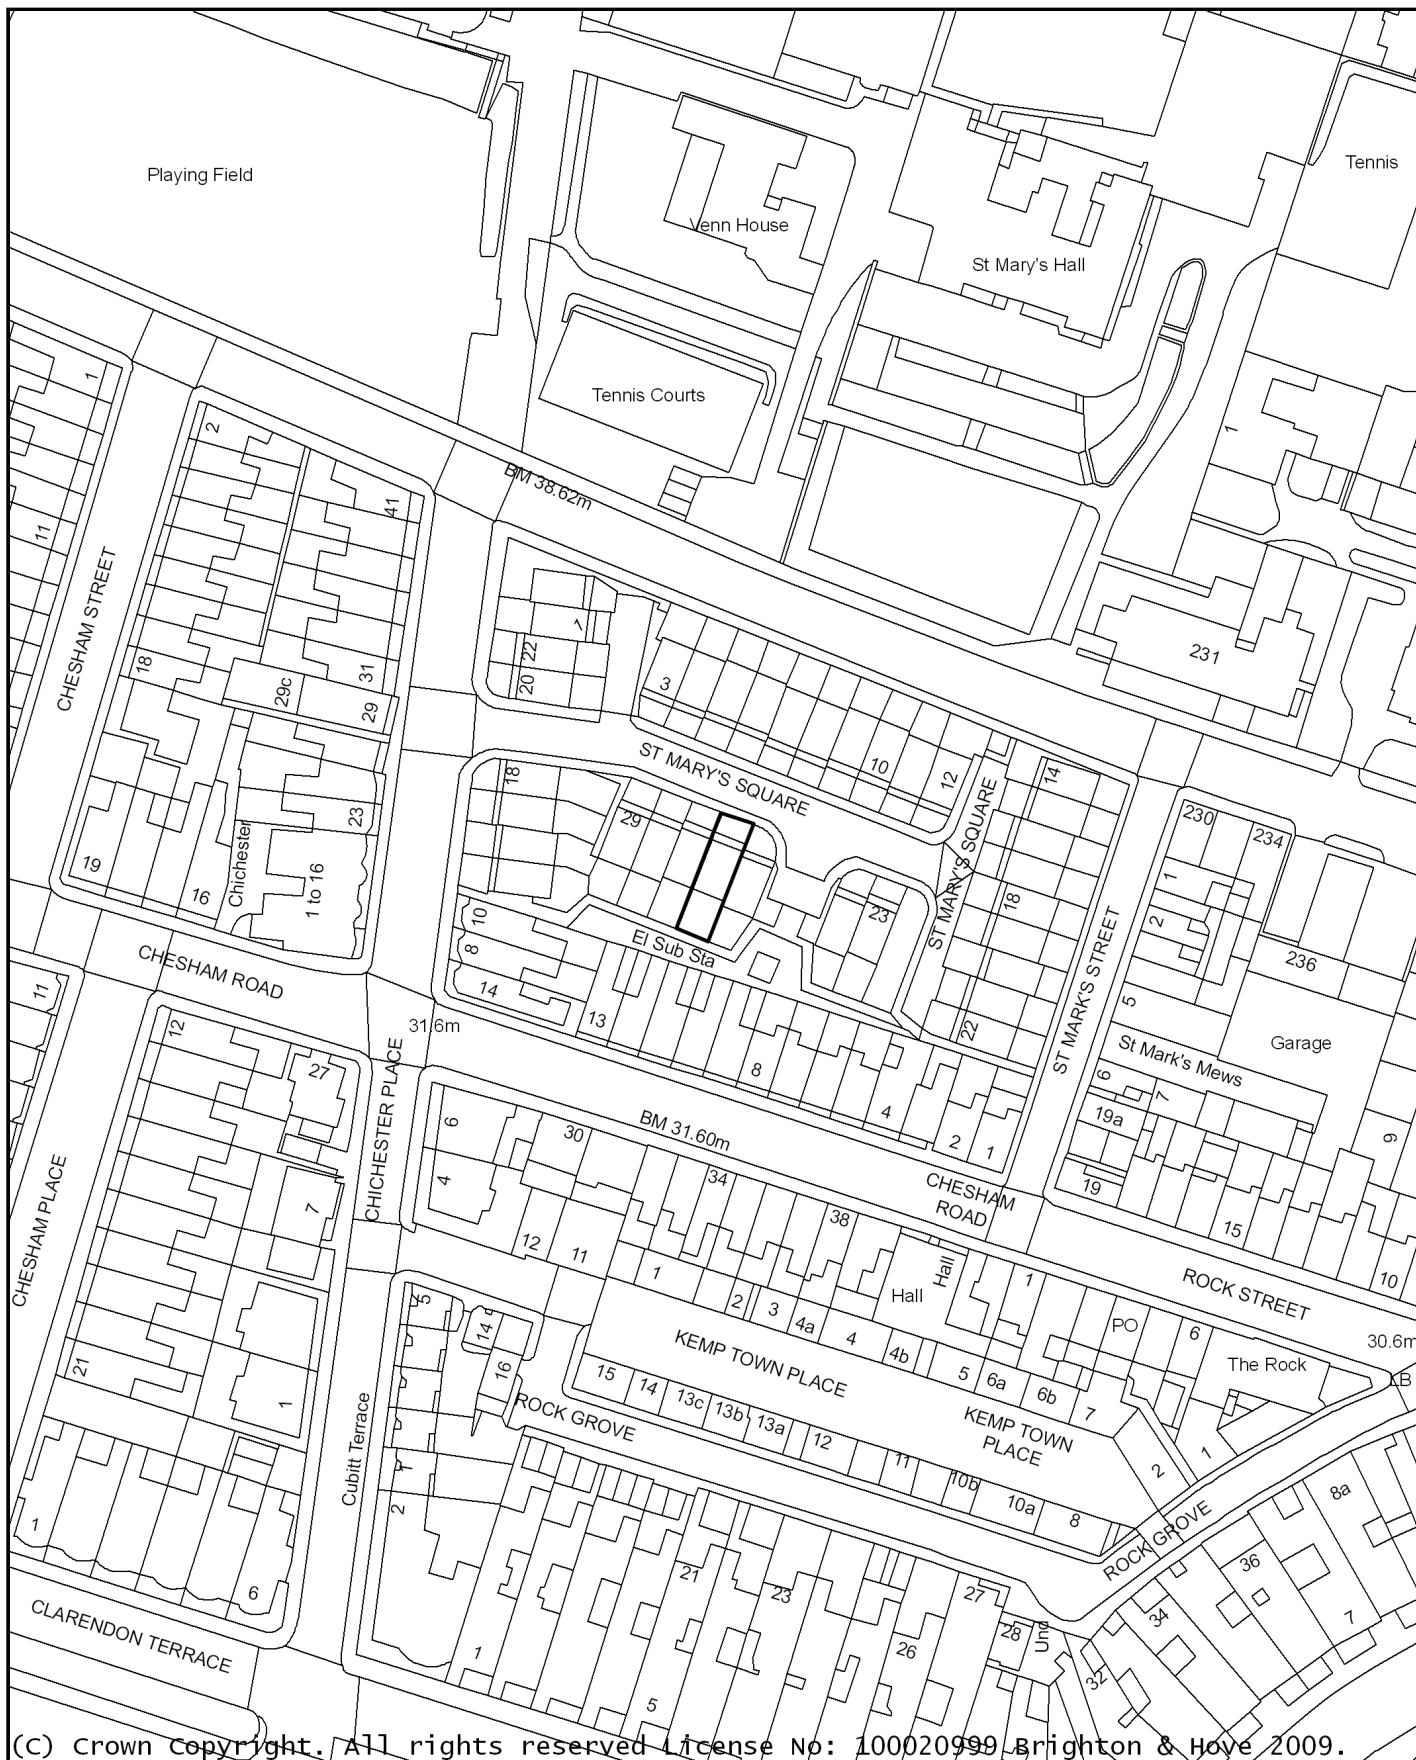 Playing Field
Venn House
Tennis
St Mary's Hall
Tennis Courts
1
2
41
11
BM 38.62m
1
CHESHAM STREET
18
29c
31
29
7
22
20
3
231
ST MARY'S SQUARE
10
12
14
ST MARY'S SQUARE
18
29
23
230
234
1
2
18
19
16
Chichester
1 to 16
23
10
8
14
El Sub Sta
ST MARK'S STREET
236
5
22
CHESHAM ROAD
11
12
27
31.6m
13
8
4
2
1
St Mark's Mews
Garage
6
7
19a
19
15
9
10
CHICHESTER PLACE
6
4
BM 31.60m
30
34
38
CHESHAM
ROAD
ROCK STREET
30.6m
CHESHAM PLACE
7
12
11
1
2
3
4a
4
4b
5
6a
6b
7
Hall
Hall
1
PO
6
The Rock
LB
5
14
16
21
1
KEMP TOWN PLACE
15
14
13c
13b
13a
12
11
10b
10a
8
KEMP TOWN
PLACE
ROCK GROVE
2
1
ROCK GROVE
Cubitt Terrace
1
2
1
6
CLARENDON TERRACE
1
5
21
23
26
27
28
Und
32
34
36
8a
7
(C) Crown Copyright. All rights reserved License No: 100020999 Brighton & Hove 2009.